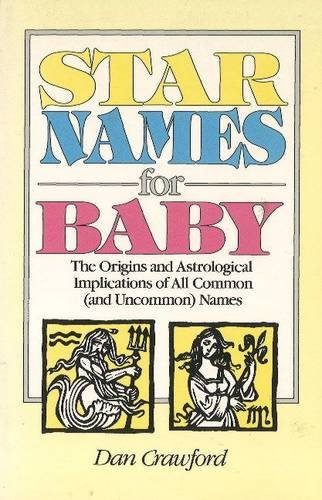 STAR
NAMES
for
BABY
The Origins and Astrological
Implications of All Common
(and Uncommon) Names
Dan Crawford